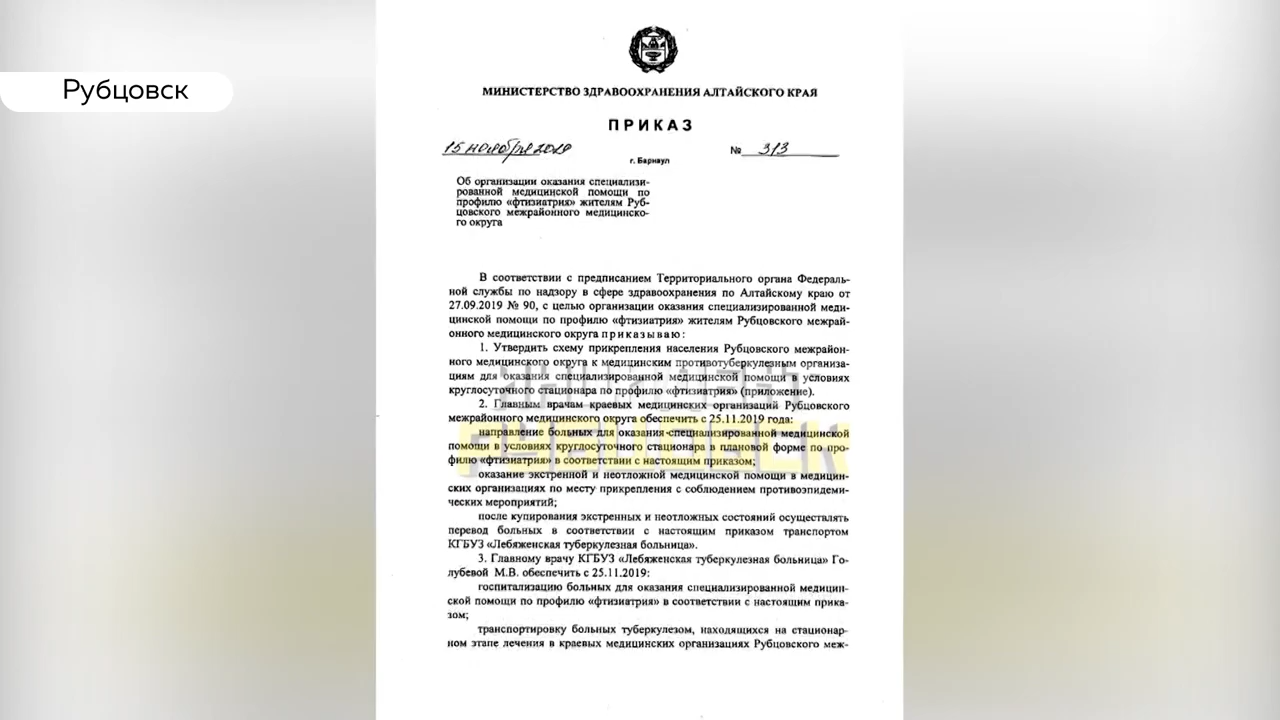 Рубцовск
МИНИСТЕРСТВО ЗДРАВООХРАНЕНИЯ АЛТАЙСКОГО КРАЯ
ПРИКАЗ
15 ноября 2019
№ 313
г. Барнаул
Об организации оказания специализи-
рованной медицинской помощи по
профилю «фтизиатрия» жителям Руб-
цовского межрайонного медицинско-
го округа
В соответствии с предписанием Территориального органа Федераль-
ной службы по надзору в сфере здравоохранения по Алтайскому краю от
27.09.2019 № 90, с целью организации оказания специализированной меди-
цинской помощи по профилю «фтизиатрия» жителям Рубцовского межрай-
онного медицинского округа приказываю:
1. Утвердить схему прикрепления населения Рубцовского межрайон-
ного медицинского округа к медицинским противотуберкулезным организа-
циям для оказания специализированной медицинской помощи в условиях
круглосуточного стационара по профилю «фтизиатрия» (приложение).
2. Главным врачам краевых медицинских организаций Рубцовского
межрайонного медицинского округа обеспечить с 25.11.2019 года:
направление больных для оказания специализированной медицинской
помощи в условиях круглосуточного стационара в плановой форме по про-
филю «фтизиатрия» в соответствии с настоящим приказом;
оказание экстренной и неотложной медицинской помощи в медицин-
ских организациях по месту прикрепления с соблюдением противоэпидеми-
ческих мероприятий;
после купирования экстренных и неотложных состояний осуществлять
перевод больных в соответствии с настоящим приказом транспортом
КГБУЗ «Лебяженская туберкулезная больница».
3. Главному врачу КГБУЗ «Лебяженская туберкулезная больница» Го-
лубевой М.В. обеспечить с 25.11.2019:
госпитализацию больных для оказания специализированной медицин-
ской помощи по профилю «фтизиатрия» в соответствии с настоящим прика-
зом;
транспортировку больных туберкулезом, находящихся на стационар-
ном этапе лечения в краевых медицинских организациях Рубцовского меж-